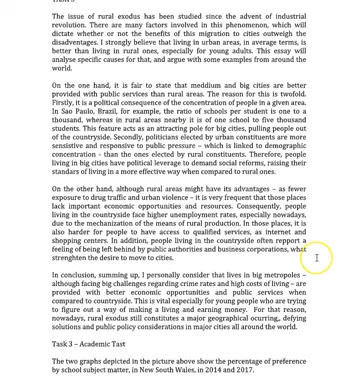 The issue of rural exodus has been studied since the advent of industrial
revolution. There are many factors involved in this phenomenon, which will
dictate whether or not the benefits of this migration to cities outweigh the
disadvantages. I strongly believe that living in urban areas, in average terms, is
better than living in rural ones, especially for young adults. This essay will
analyse specific causes for that, and argue with some examples from around the
world.
On the one hand, it is fair to state that meddium and big cities are better
provided with public services than rural areas. The reason for this is twofold.
Firstly, it is a political consequence of the concentration of people in a given area.
In Sao Paulo, Brazil, for example, the ratio of schools per student is one to a
thousand, whereas in rural areas nearby it is of one school to five thousand
students. This feature acts as an attracting pole for big cities, pulling people out
of the countryside. Secondly, politicians elected by urban constituents are more
sensistive and responsive to public pressure – which is linked to demographic
concentration - than the ones elected by rural constituents. Therefore, people
living in big cities have political leverage to demand social reforms, raising their
standars of living in a more effective way when compared to rural ones.
On the other hand, although rural areas might have its advantages – as fewer
exposure to drug traffic and urban violence – it is very frequent that those places
lack important economic opportunities and resources. Consequently, people
living in the countryside face higher unemployment rates, especially nowadays,
due to the mechanization of the means of rural production. In those places, it is
also harder for people to have access to qualified services, as internet and
shopping centers. In addition, people living in the countryside often repport a
feeling of being left behind by public authorities and business corporations, what
strenghten the desire to move to cities.
In conclusion, summing up, I personally consider that lives in big metropoles –
although facing big challenges regarding crime rates and high costs of living – are
provided with better economic opportunities and public services when
compared to countryside. This is vital especially for young people who are trying
to figure out a way of making a living and earning money. For that reason,
nowadays, rural exodus still constitutes a major geographical ocurring,, defying
solutions and public policy considerations in major cities all around the world.
Task 3 – Academic Tast
The two graphs depicted in the picture above show the percentage of preference
by school subject matter, in New South Wales, in 2014 and 2017.